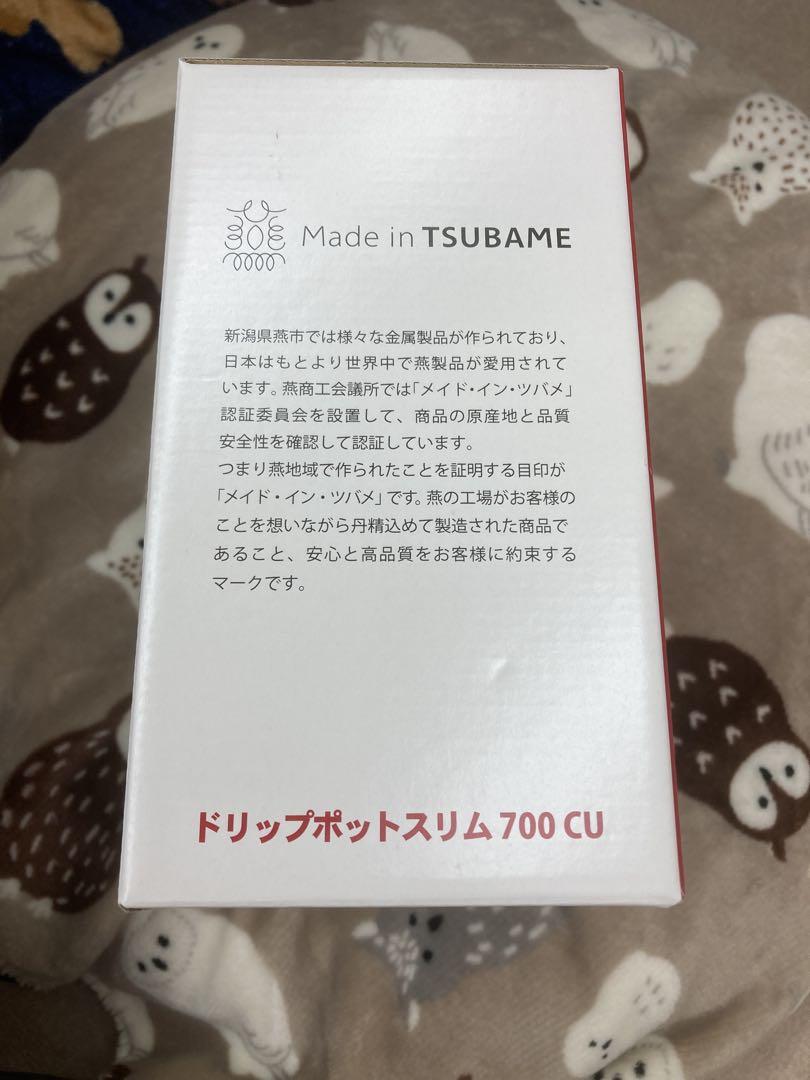 Made in TSUBAME
新潟県燕市では様々な金属製品が作られており、
日本はもとより世界中で燕製品が愛用されて
います。燕商工会議所では「メイド・イン・ツバメ」
認証委員会を設置して、商品の原産地と品質
安全性を確認して認証しています。
つまり燕地域で作られたことを証明する目印が
「メイド・イン・ツバメ」です。燕の工場がお客様の
ことを想いながら丹精込めて製造された商品で
あること、安心と高品質をお客様に約束する
マークです。
ドリップポットスリム 700 CU